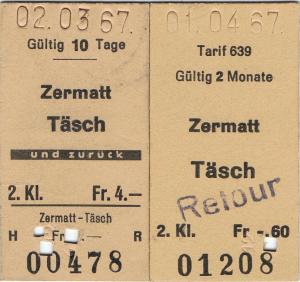 02.03 67.
Gültig 10 Tage
Zermatt
Täsch
und zurück
2. Kl. Fr. 4.—
Zermatt-Täsch
H Fr. .— R
00478
01.04 67.
Tarif 639
Gültig 2 Monate
Zermatt
Täsch
Retour
2. Kl. Fr -.60
01208